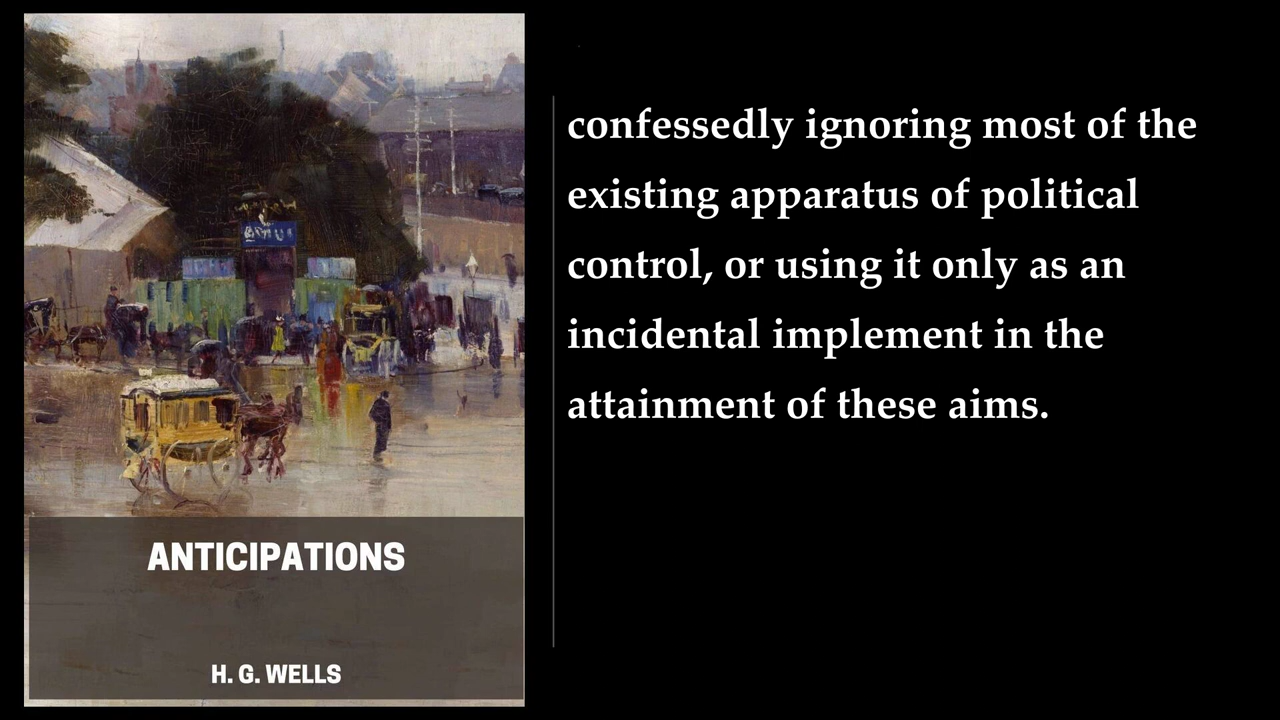 confessedly ignoring most of the
existing apparatus of political
control, or using it only as an
incidental implement in the
attainment of these aims.
ANTICIPATIONS
H. G. WELLS